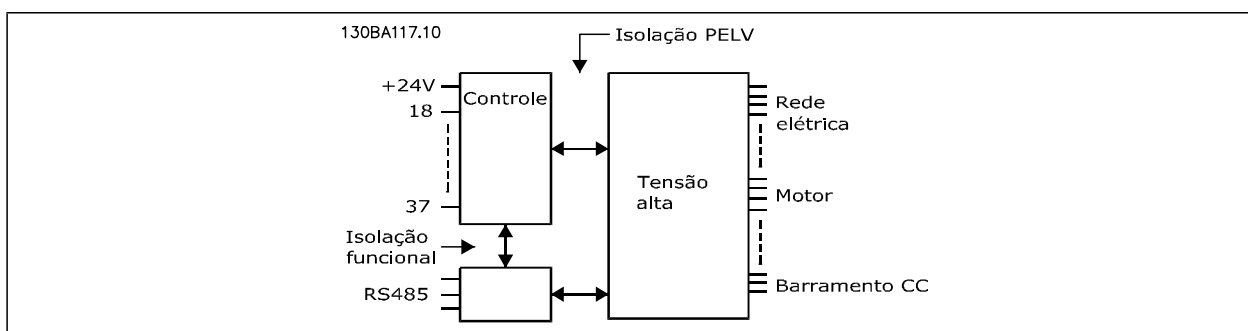 130BA117.10
Isolação PELV
+24V
Controle
18
37
Rede
elétrica
Tensão
alta
Motor
Isolação
funcional
RS485
Barramento CC